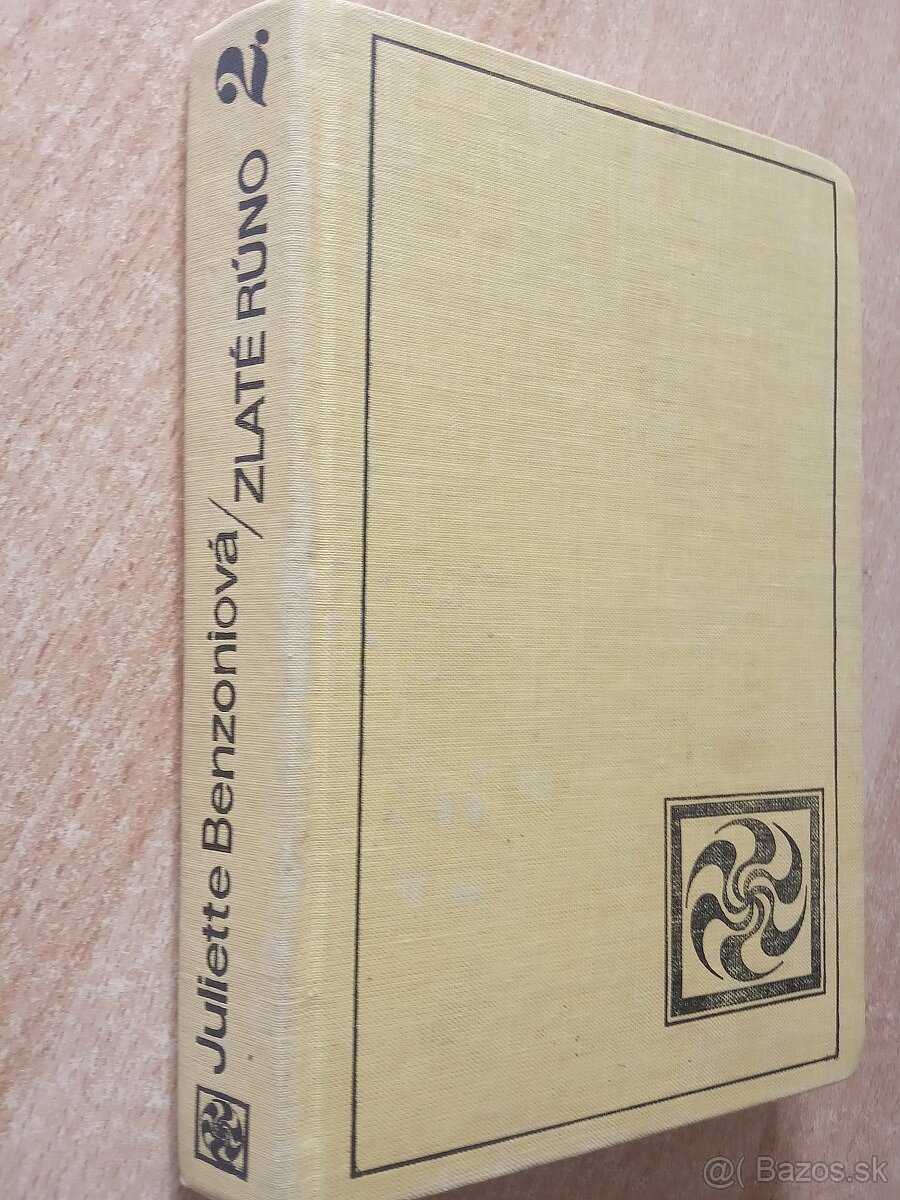 Juliette Benzoniová/
ZLATÉ RÚNO 2.
@( Bazos.sk